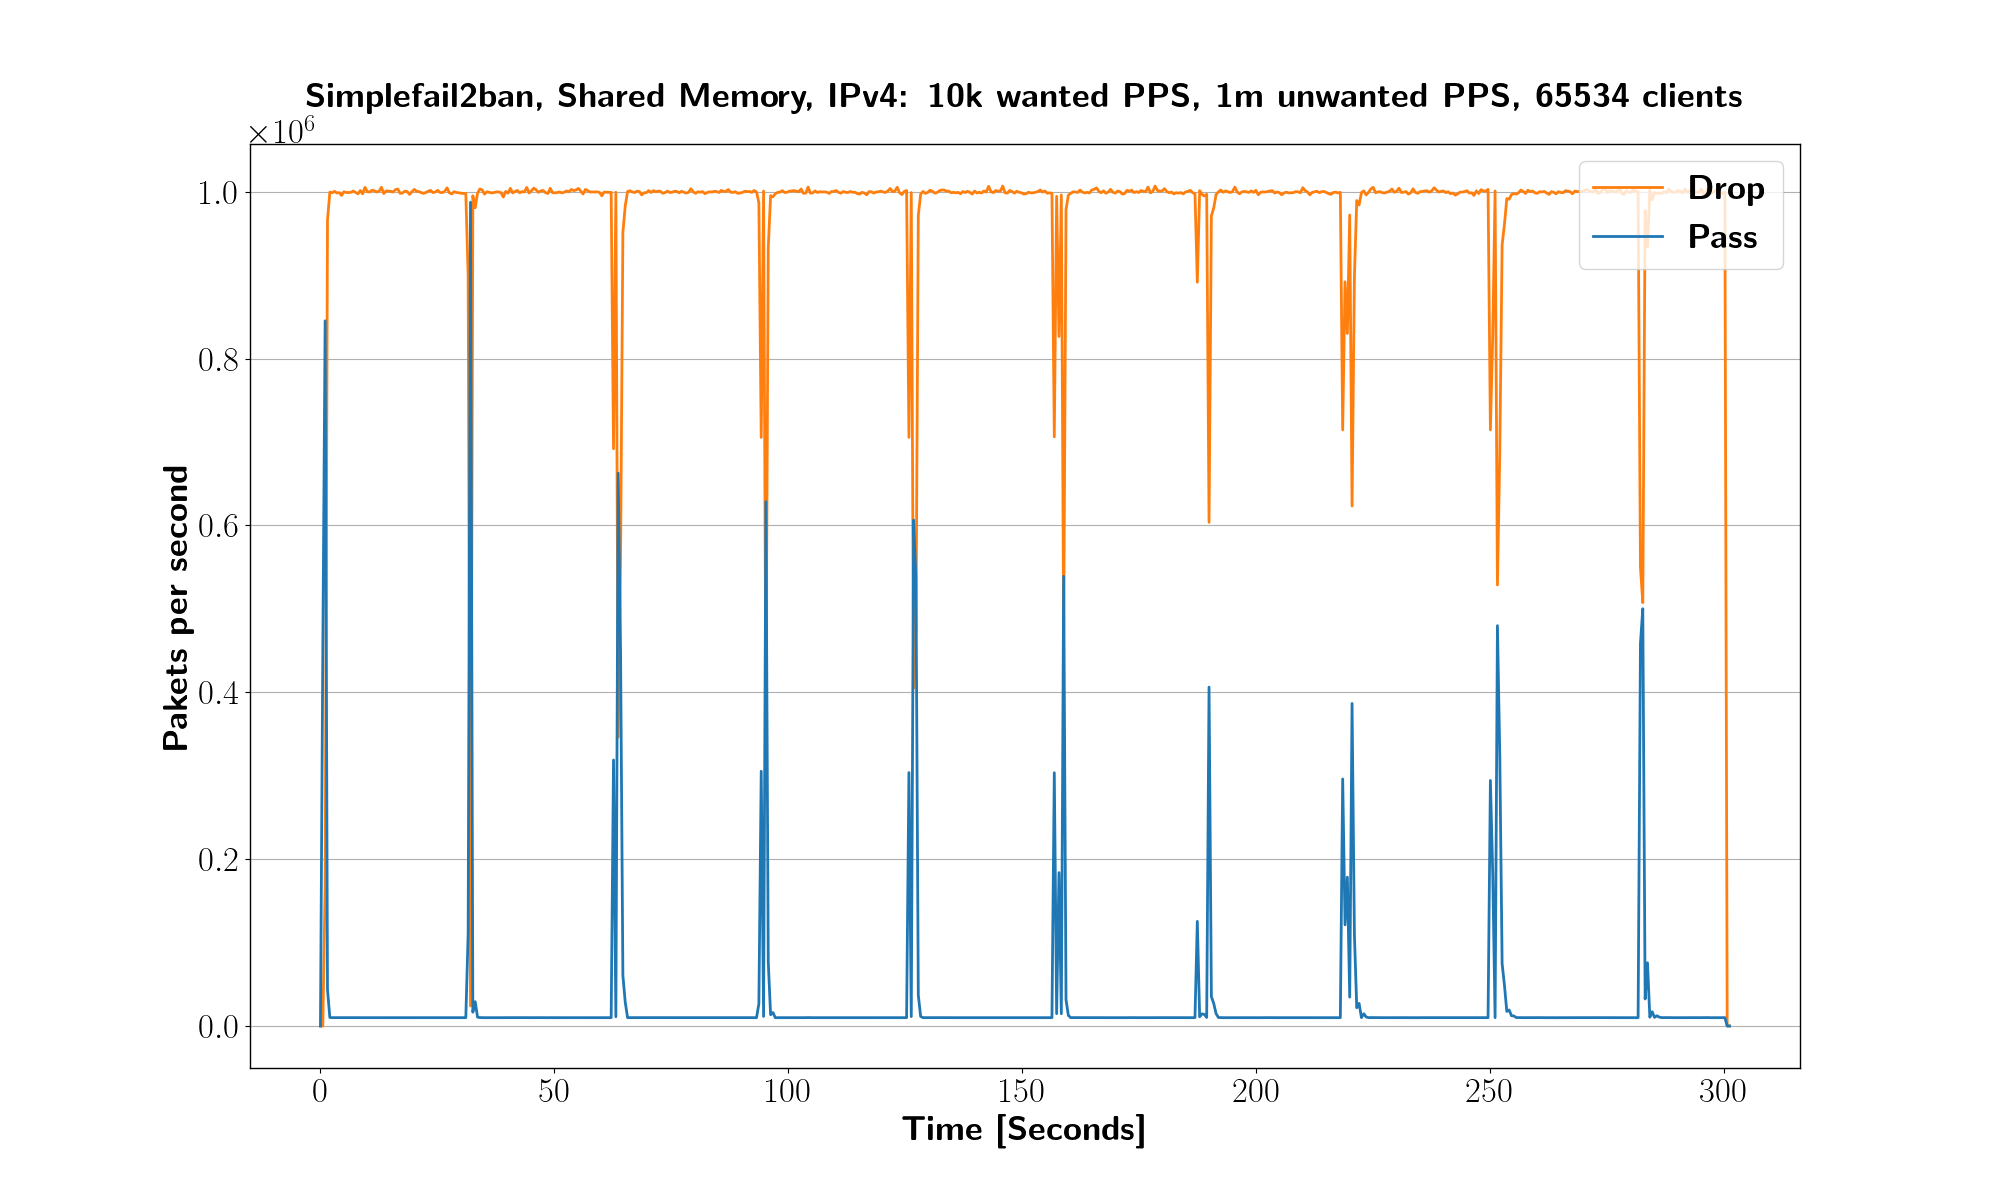 Simplefail2ban, Shared Memory, IPv4: 10k wanted PPS, 1m unwanted PPS, 65534 clients
×10⁶
Drop
Pass
1.0
0.8
0.6
0.4
0.2
0.0
Pakets per second
0 50 100 150 200 250 300
Time [Seconds]